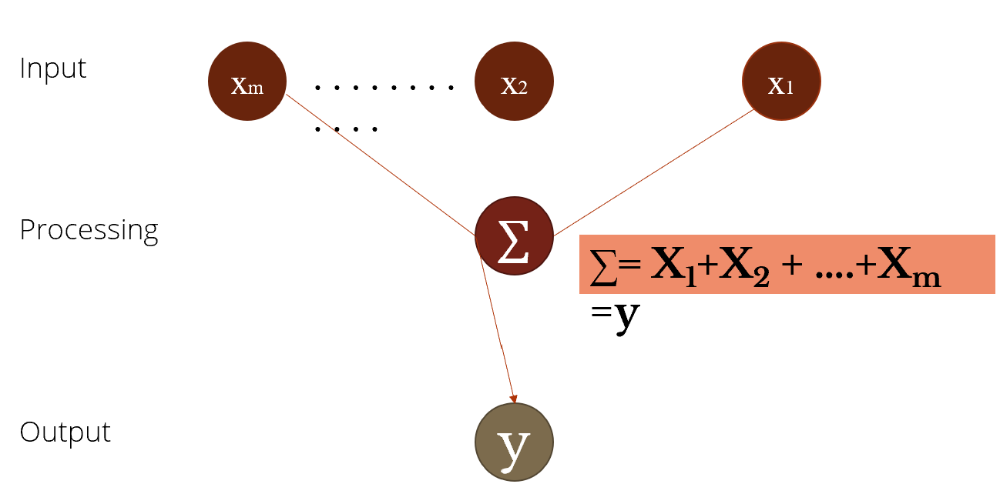 Input
Xm ........ X2 X1
....
Processing
∑
∑= X1+X2 + ....+Xm
=y
Output
y